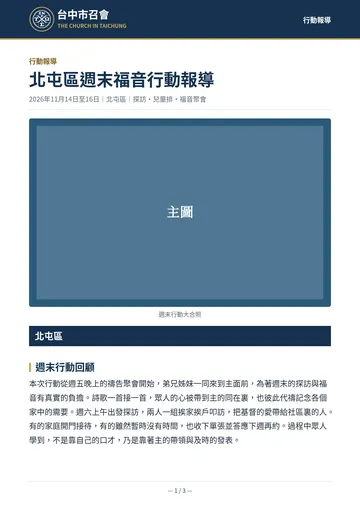 台中市召會
THE CHURCH IN TAICHUNG
行動報導
行動報導
北屯區週末福音行動報導
2026年11月14日至16日｜北屯區｜探訪・兒童排・福音聚會
主圖
週末行動大合照
北屯區
週末行動回顧
本次行動從週五晚上的禱告聚會開始，弟兄姊妹一同來到主面前，為著週末的探訪與福
音有真實的負擔。詩歌一首接一首，眾人的心被帶到主的同在裏，也彼此代禱記念各個
家中的需要。週六上午出發探訪，兩人一組挨家挨戶叩訪，把基督的愛帶給社區裏的人。
有的家庭開門接待，有的雖然暫時沒有時間，也收下單張並答應下週再約。過程中眾人
學到，不是靠自己的口才，乃是靠著主的帶領與及時的發表。
— 1 / 3 —